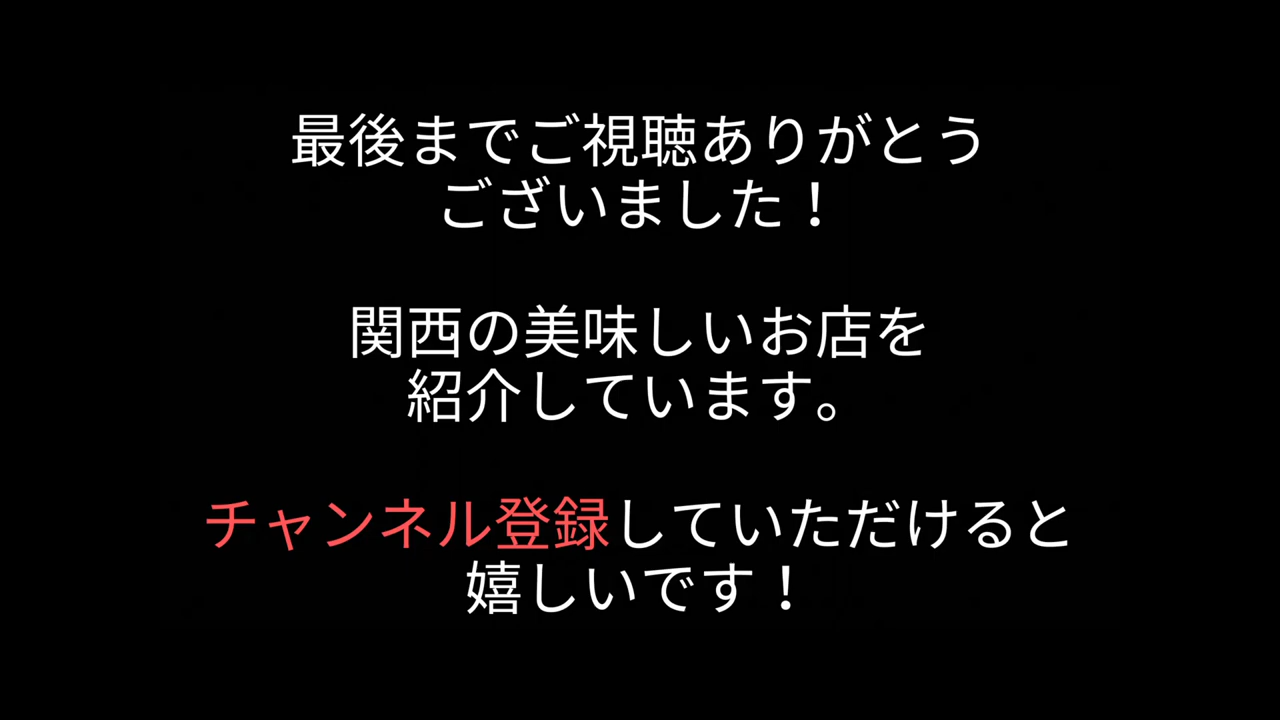 最後までご視聴ありがとう
ございました！
関西の美味しいお店を
紹介しています。
チャンネル登録していただけると
嬉しいです！